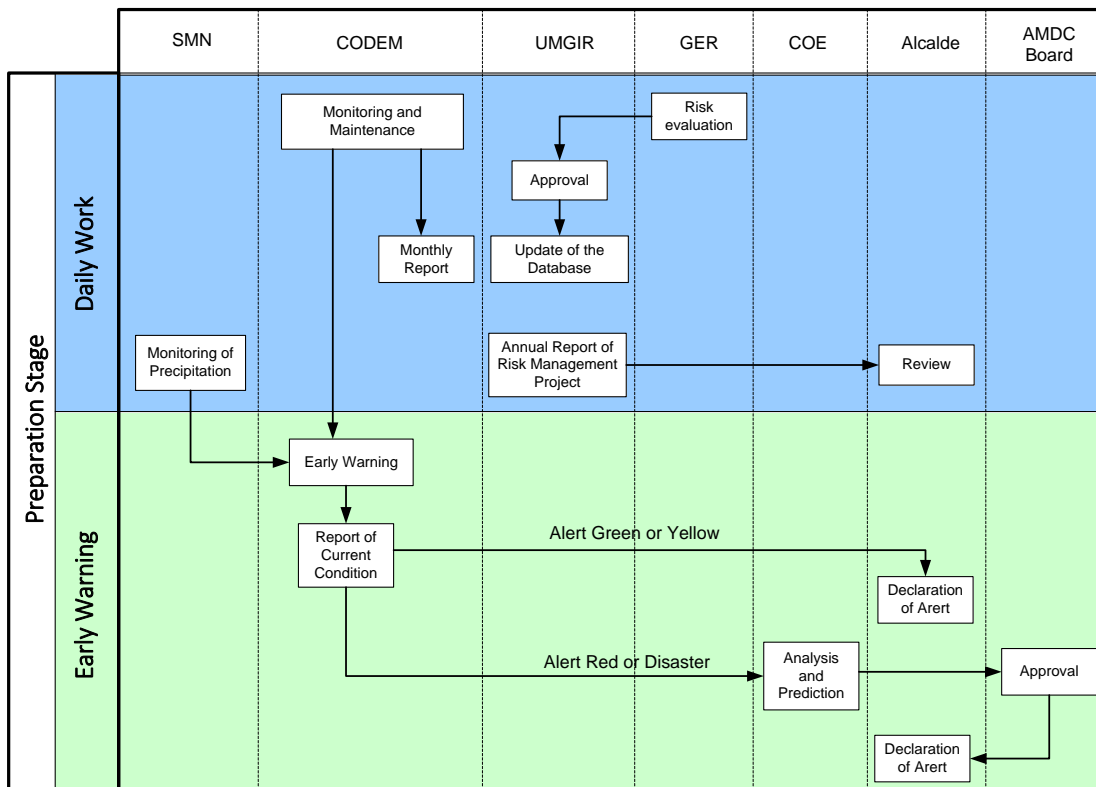 SMN
CODEM
UMGIR
GER
COE
Alcalde
AMDC
Board
Preparation Stage
Daily Work
Monitoring and
Maintenance
Risk
evaluation
Approval
Monthly
Report
Update of the
Database
Monitoring of
Precipitation
Annual Report of
Risk Management
Project
Review
Early Warning
Early Warning
Report of
Current
Condition
Alert Green or Yellow
Declaration
of Arert
Alert Red or Disaster
Analysis
and
Prediction
Approval
Declaration
of Arert